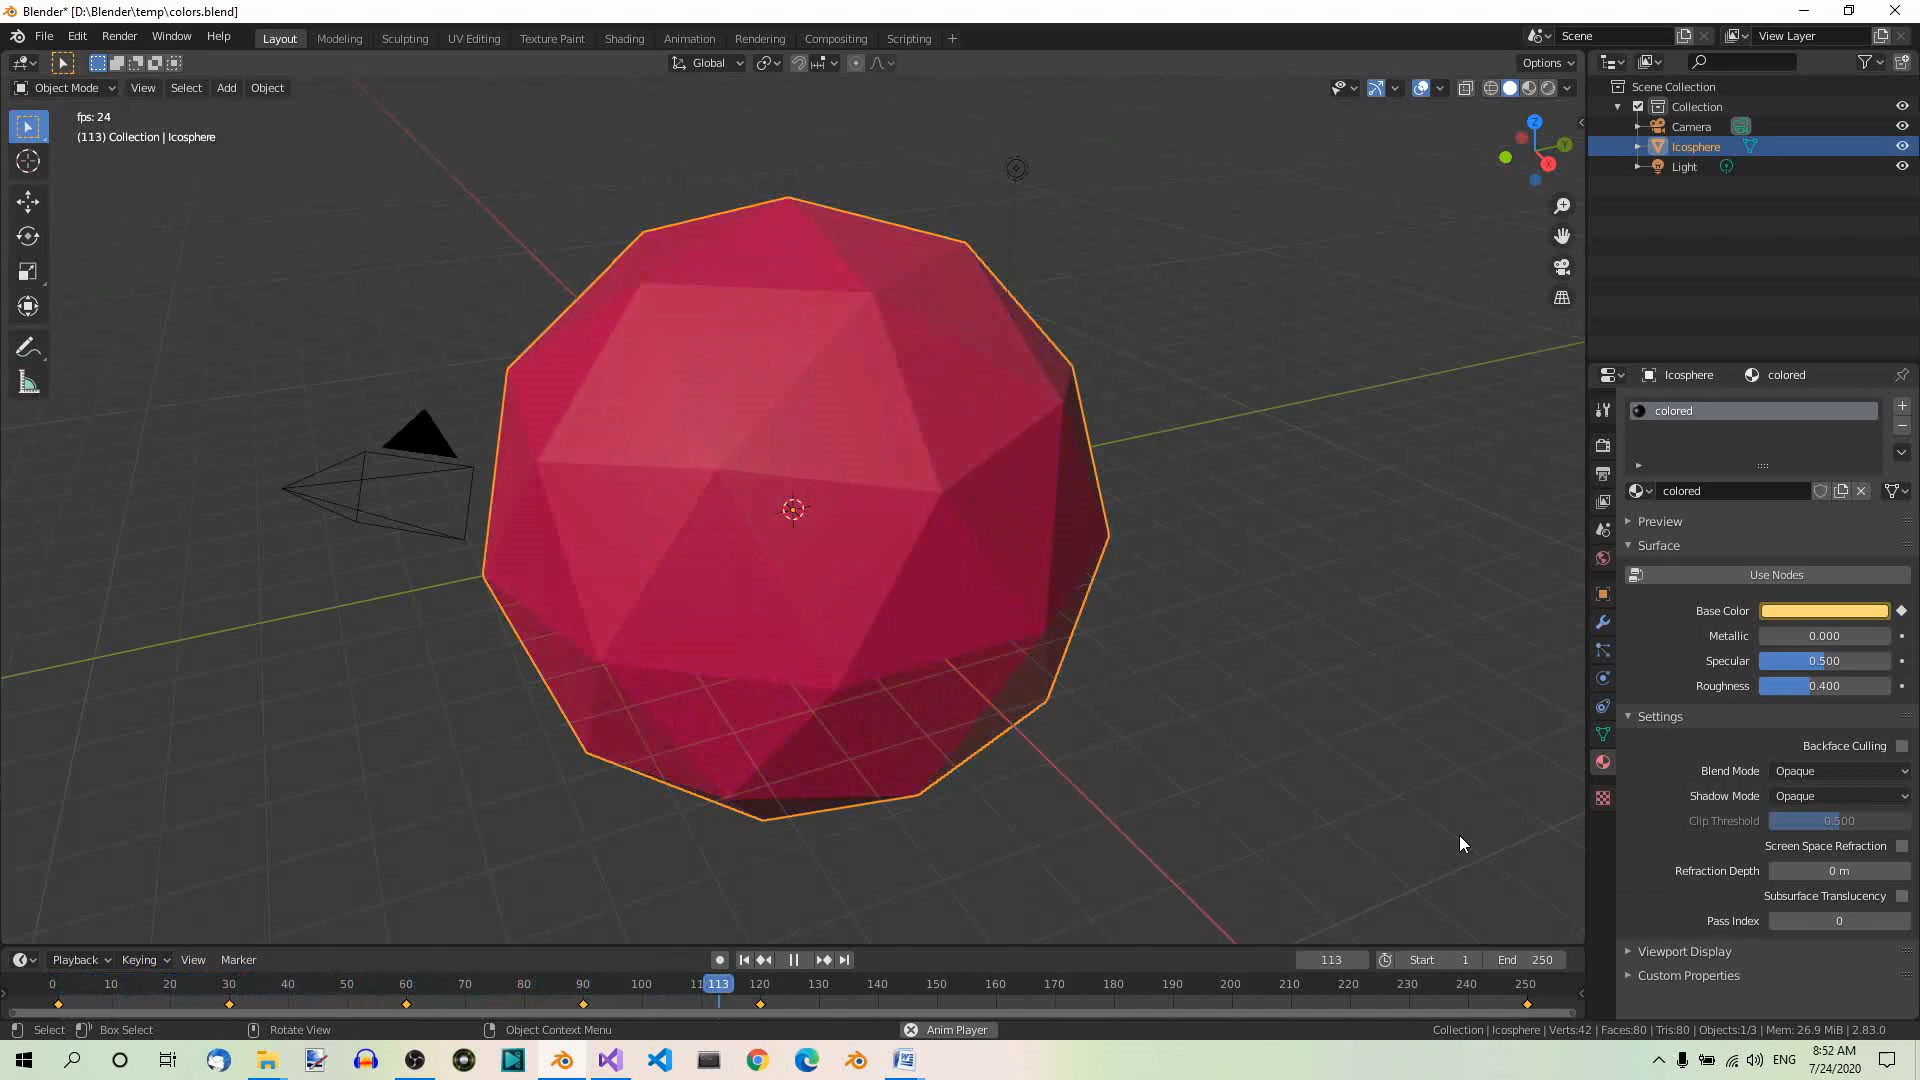 Blender* [D:\Blender\temp\colors.blend]
File Edit Render Window Help
Layout Modeling Sculpting UV Editing Texture Paint Shading Animation Rendering Compositing Scripting +
Scene
View Layer
Global
Options
Object Mode View Select Add Object
fps: 24
(113) Collection | Icosphere
Z
Y
X
Scene Collection
Collection
Camera
Icosphere
Light
Icosphere colored
colored
colored
Preview
Surface
Use Nodes
Base Color
Metallic 0.000
Specular 0.500
Roughness 0.400
Settings
Backface Culling
Blend Mode Opaque
Shadow Mode Opaque
Clip Threshold 0.500
Screen Space Refraction
Refraction Depth 0 m
Subsurface Translucency
Pass Index 0
Viewport Display
Custom Properties
Playback Keying View Marker
113 Start 1 End 250
0 10 20 30 40 50 60 70 80 90 100 11 113 120 130 140 150 160 170 180 190 200 210 220 230 240 250
Select Box Select Rotate View Object Context Menu Anim Player
Collection | Icosphere | Verts:42 | Faces:80 | Tris:80 | Objects:1/3 | Mem: 26.9 MiB | 2.83.0
ENG
8:52 AM
7/24/2020